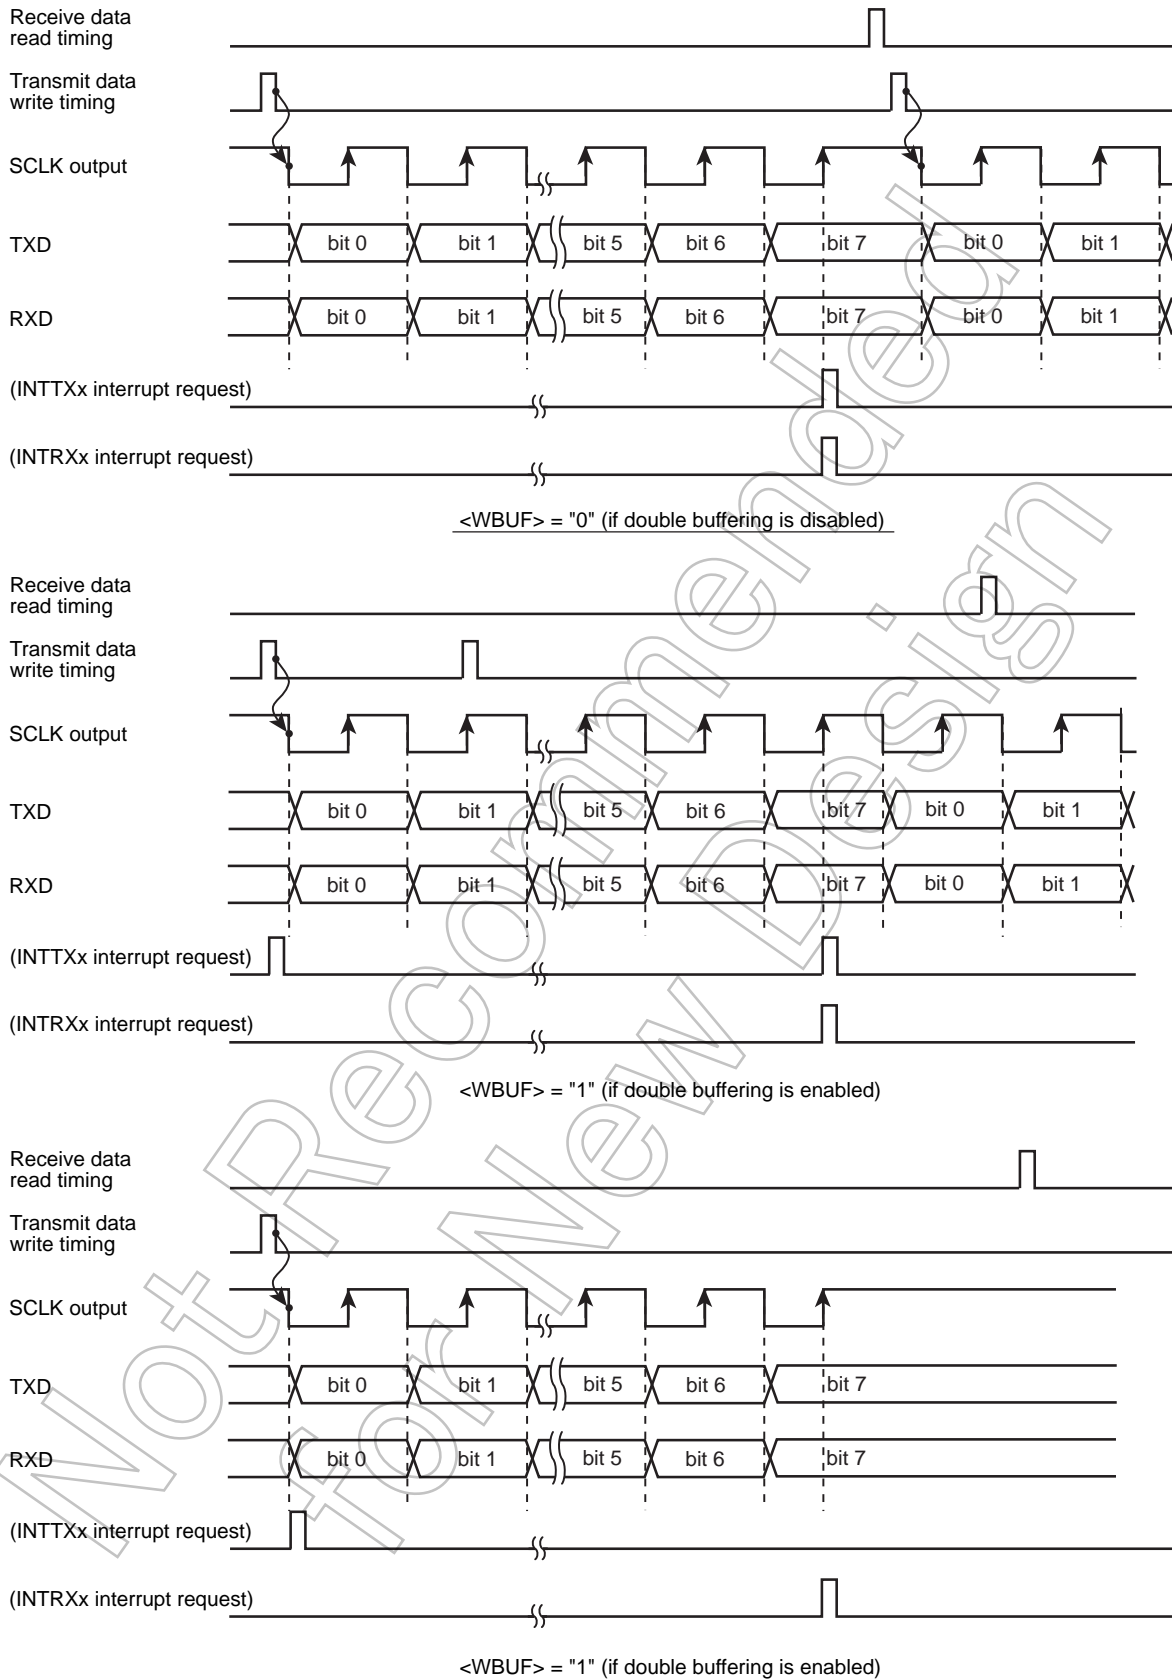 Receive data
read timing
Transmit data
write timing
SCLK output
TXD
bit 0 bit 1 bit 5 bit 6 bit 7 bit 0 bit 1
RXD
bit 0 bit 1 bit 5 bit 6 bit 7 bit 0 bit 1
(INTTXx interrupt request)
(INTRXx interrupt request)
<WBUF> = "0" (if double buffering is disabled)
Receive data
read timing
Transmit data
write timing
SCLK output
TXD
bit 0 bit 1 bit 5 bit 6 bit 7 bit 0 bit 1
RXD
bit 0 bit 1 bit 5 bit 6 bit 7 bit 0 bit 1
(INTTXx interrupt request)
(INTRXx interrupt request)
<WBUF> = "1" (if double buffering is enabled)
Receive data
read timing
Transmit data
write timing
SCLK output
TXD
bit 0 bit 1 bit 5 bit 6 bit 7
RXD
bit 0 bit 1 bit 5 bit 6 bit 7
(INTTXx interrupt request)
(INTRXx interrupt request)
<WBUF> = "1" (if double buffering is enabled)
Not Recommended
for New Design